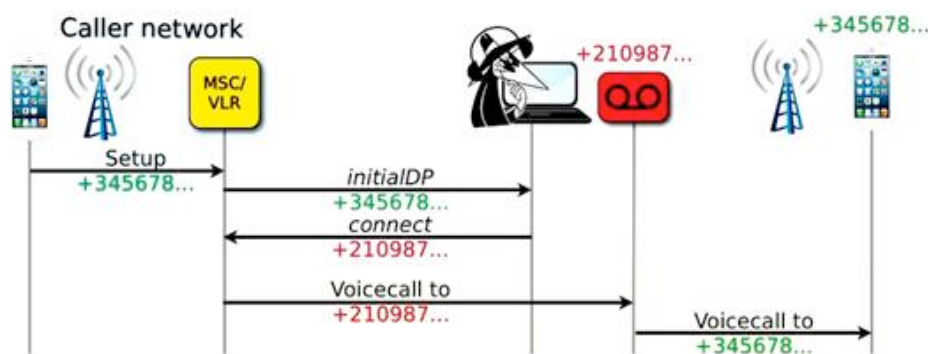 Caller network
+345678...
+210987...
MSC/
VLR
Setup
+345678...
initialDP
+345678...
connect
+210987...
Voicecall to
+210987...
Voicecall to
+345678...